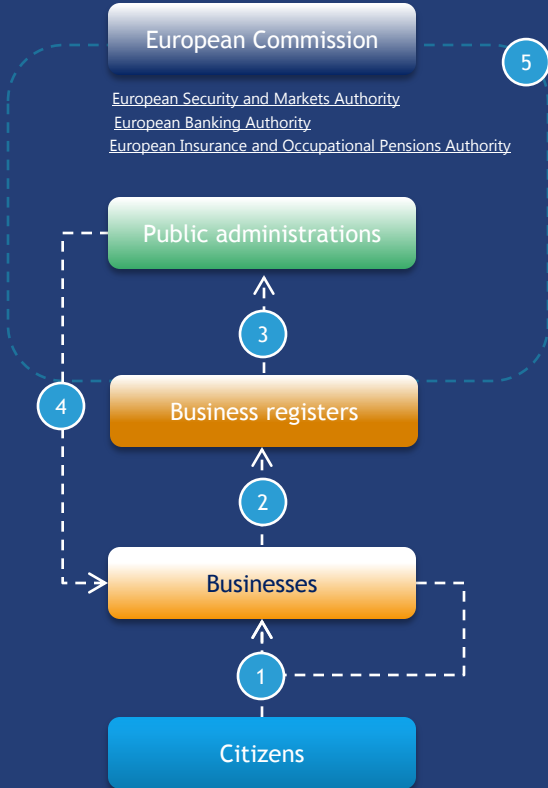 European Commission
5
European Security and Markets Authority
European Banking Authority
European Insurance and Occupational Pensions Authority
Public administrations
3
4
Business registers
2
Businesses
1
Citizens